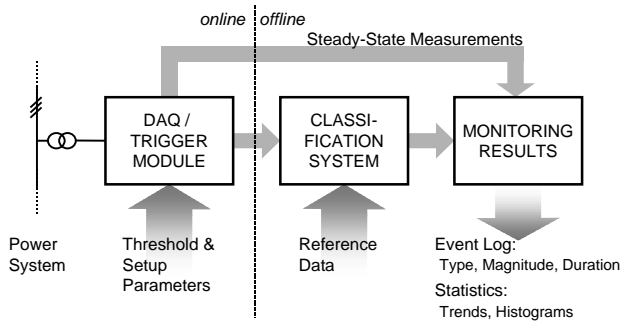 online offline
Steady-State Measurements
DAQ /
TRIGGER
MODULE
CLASSI-
FICATION
SYSTEM
MONITORING
RESULTS
Power
System
Threshold &
Setup
Parameters
Reference
Data
Event Log:
Type, Magnitude, Duration
Statistics:
Trends, Histograms